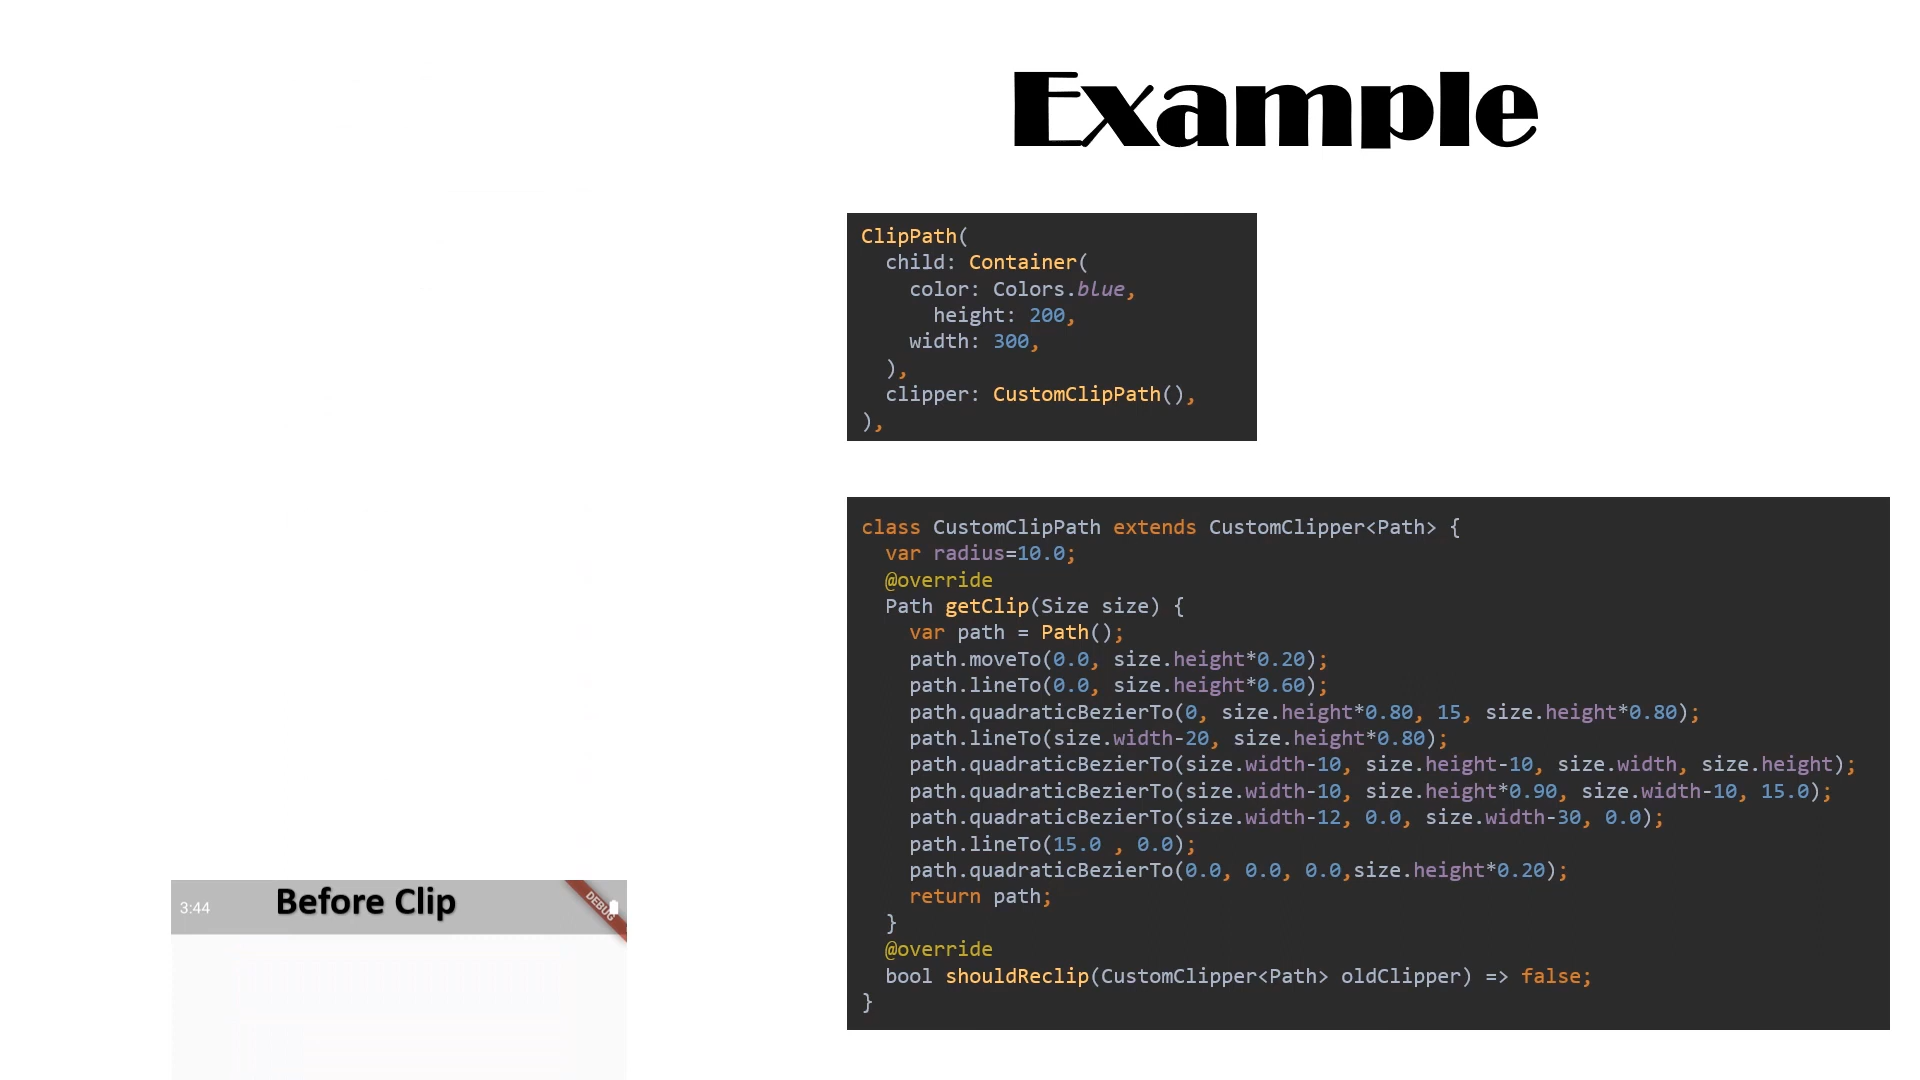 Example
ClipPath(
  child: Container(
    color: Colors.blue,
      height: 200,
    width: 300,
  ),
  clipper: CustomClipPath(),
),
class CustomClipPath extends CustomClipper<Path> {
  var radius=10.0;
  @override
  Path getClip(Size size) {
    var path = Path();
    path.moveTo(0.0, size.height*0.20);
    path.lineTo(0.0, size.height*0.60);
    path.quadraticBezierTo(0, size.height*0.80, 15, size.height*0.80);
    path.lineTo(size.width-20, size.height*0.80);
    path.quadraticBezierTo(size.width-10, size.height-10, size.width, size.height);
    path.quadraticBezierTo(size.width-10, size.height*0.90, size.width-10, 15.0);
    path.quadraticBezierTo(size.width-12, 0.0, size.width-30, 0.0);
    path.lineTo(15.0 , 0.0);
    path.quadraticBezierTo(0.0, 0.0, 0.0,size.height*0.20);
    return path;
  }
  @override
  bool shouldReclip(CustomClipper<Path> oldClipper) => false;
}
3:44
Before Clip
DEBUG